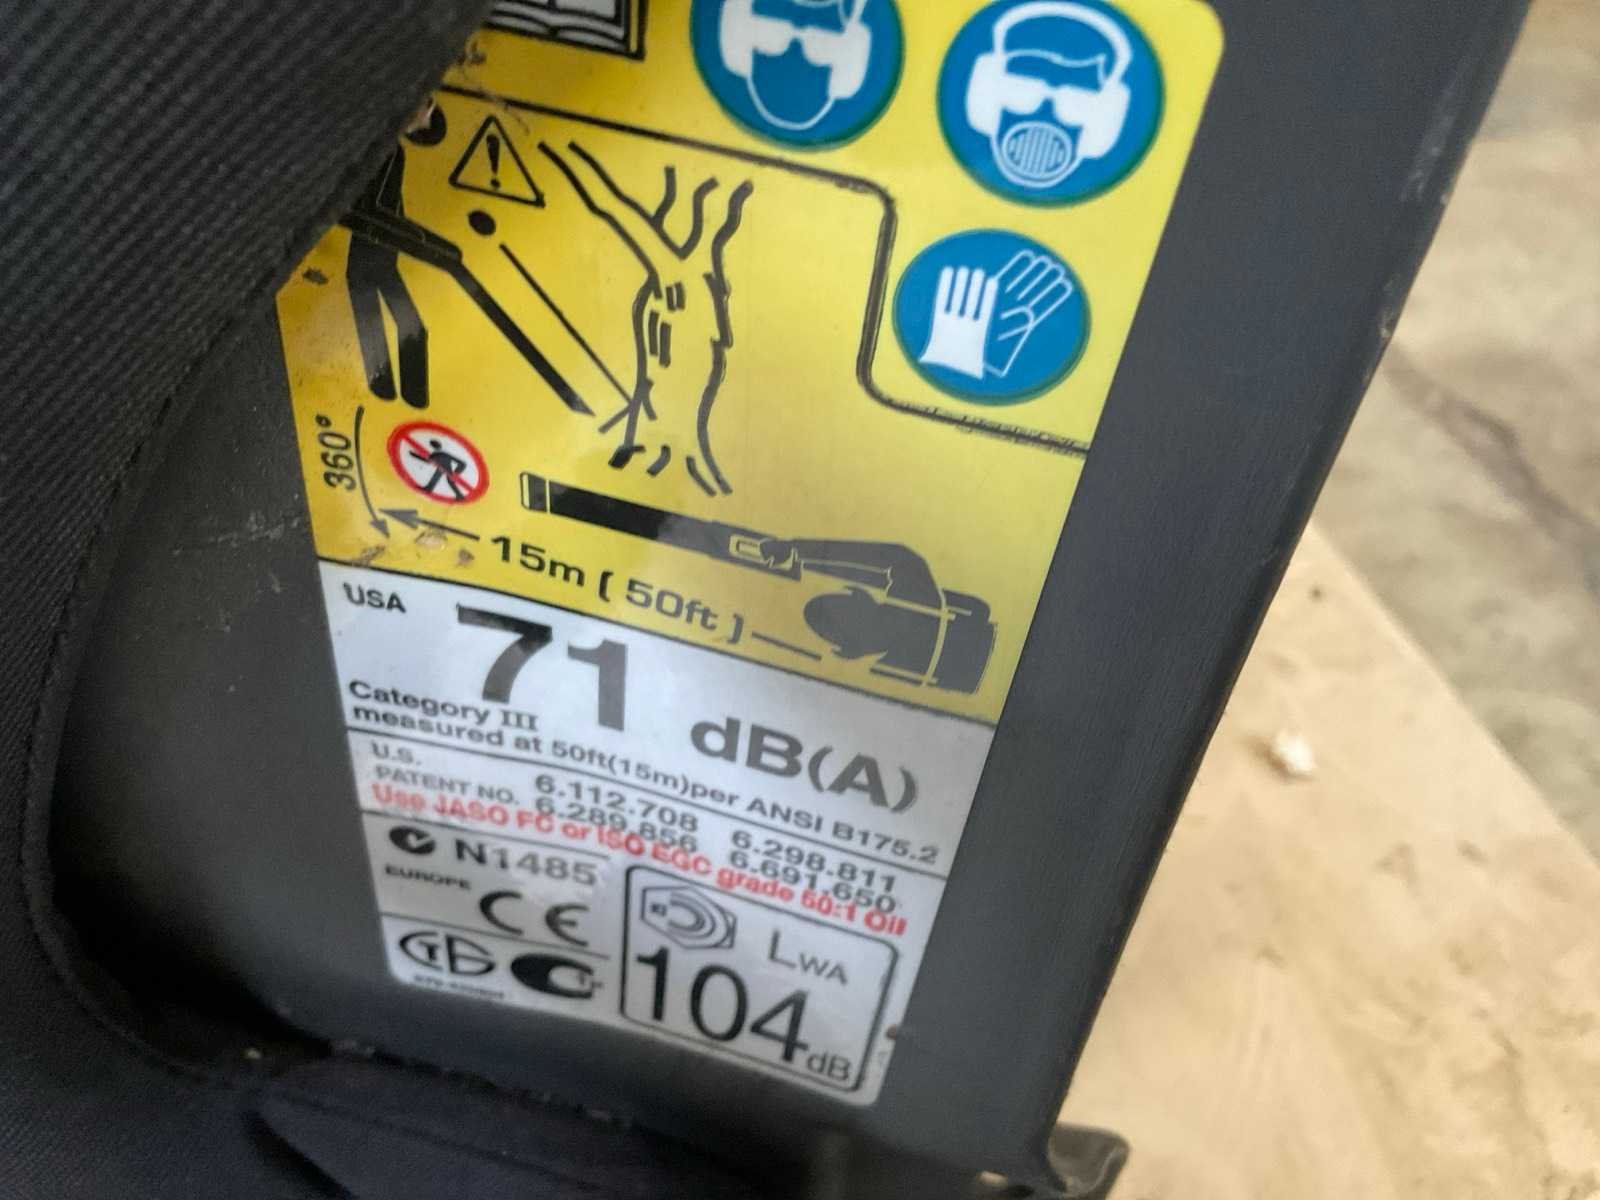 360°
15m ( 50ft )
USA
71 dB(A)
Category III
measured at 50ft(15m)per ANSI B175.2
U.S.
PATENT NO.
6.112.708 6.298.811
6.289.856 6.691.650
Use JASO FC or ISO EGC grade 50:1 Oil
N1485
EUROPE
CE
LWA
104 dB